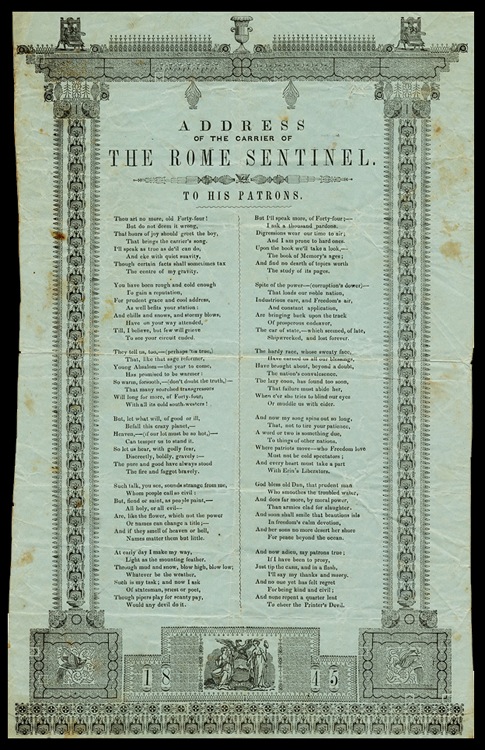 ADDRESS
OF THE CARRIER OF
THE ROME SENTINEL.
TO HIS PATRONS.
Thou art no more, old Forty-four!
But do not deem it wrong,
That hours of joy should greet the boy,
That brings the carrier's song.
I'll speak as true as de'il can do,
And eke with quiet suavity,
Though certain facts shall sometimes tax
The centre of my gravity.
You have been rough and cold enough
To gain a reputation,
For prudent grace and cool address,
As well befits your station:
And chills and snows, and stormy blows,
Have on your way attended,
Till, I believe, but few will grieve
To see your circuit ended.
They tell us, too,—(perhaps 'tis true,)
That, like that sage reformer,
Young Absalom—the year to come,
Has promised to be warmer:
So warm, forsooth,—(don't doubt the truth,)—
That many snorched transgressors
Will long for more, of Forty-four,
With all its cold south-westers!
But, let what will, of good or ill,
Befall this crazy planet,—
Heaven,—(if our lot must be so hot,)—
Can temper us to stand it.
So let us hear, with godly fear,
Discreetly, boldly, gravely:—
The pure and good have always stood
The fire and faggot bravely.
Such talk, you see, sounds strange from me,
Whom people call so civil:
But, fiend or saint, as people paint,—
All holy, or all evil—
Are, like the flower, which not the power
Or names can change a title;—
And if they smell of heaven or hell,
Names matter them but little.
At early day I make my way,
Light as the mounting feather.
Through mud and snow, blow high, blow low;
Whatever be the weather.
Such is my task; and now I ask
Of statesman, priest or poet,
Though pipers play for scanty pay,
Would any devil do it.
But I'll speak more, of Forty-four;—
I ask a thousand pardons.
Digressions wear our time to air;
And I am prone to hard ones.
Upon the book we'll take a look,—
The book of Memory's ages;
And find no dearth of topics worth
The study of its pages.
Spite of the power—(corruption's dower)—
That loads our noble nation,
Industrious care, and Freedom's air,
And constant application,
Are bringing back upon the track
Of prosperous endeavor,
The car of state,—which seemed, of late,
Shipwrecked, and lost forever.
The hardy race, whose sweaty face,
Have earned us all our blessings,
Have brought about, beyond a doubt,
The nation's convalescence.
The lazy coon, has found too soon,
That failure must abide her,
When e'er she tries to blind our eyes
Or muddle us with cider.
And now my song spins out so long,
That, not to tire your patience,
A word or two is something due,
To things of other nations.
Where patriots move—who Freedom love
Must not be cold spectators;
And every heart must take a part
With Erin's Liberators.
God bless old Dan, that prudent man
Who smoothes the troubled water,
And does far more, by moral power,
Than armies clad for slaughter.
And soon shall smile that beauteous isle
In freedom's calm devotion,
And her sons no more desert her shore
For peace beyond the ocean.
And now adieu, my patrons true:
If I have been to prosy,
Just tip the cash, and in a flash,
I'll say my thanks and mosey.
And no one yet has felt regret
For being kind and civil;
And none repent a quarter lent
To cheer the Printer's Devil.
1845